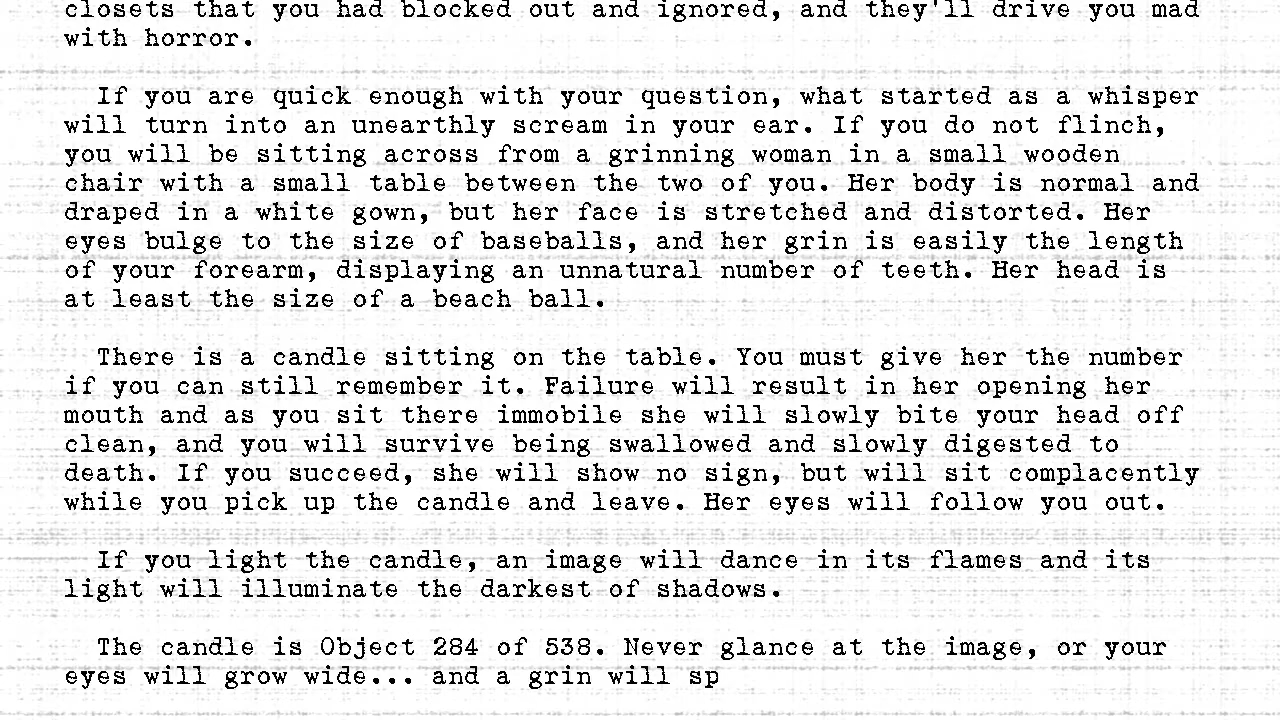 closets that you had blocked out and ignored, and they'll drive you mad
with horror.
If you are quick enough with your question, what started as a whisper
will turn into an unearthly scream in your ear. If you do not flinch,
you will be sitting across from a grinning woman in a small wooden
chair with a small table between the two of you. Her body is normal and
draped in a white gown, but her face is stretched and distorted. Her
eyes bulge to the size of baseballs, and her grin is easily the length
of your forearm, displaying an unnatural number of teeth. Her head is
at least the size of a beach ball.
There is a candle sitting on the table. You must give her the number
if you can still remember it. Failure will result in her opening her
mouth and as you sit there immobile she will slowly bite your head off
clean, and you will survive being swallowed and slowly digested to
death. If you succeed, she will show no sign, but will sit complacently
while you pick up the candle and leave. Her eyes will follow you out.
If you light the candle, an image will dance in its flames and its
light will illuminate the darkest of shadows.
The candle is Object 284 of 538. Never glance at the image, or your
eyes will grow wide... and a grin will sp